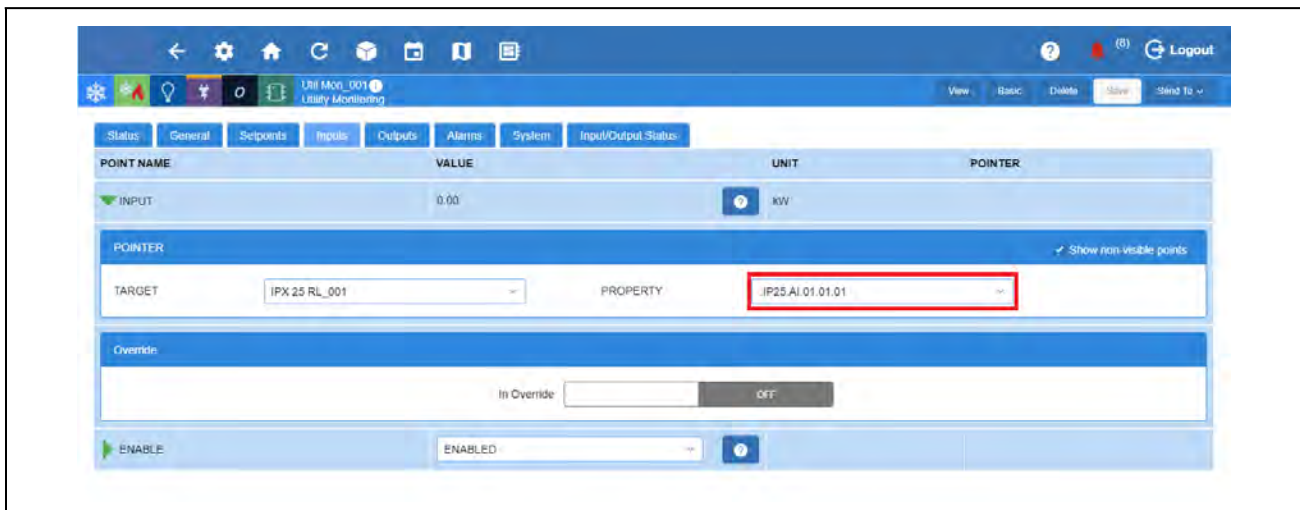 (6) Logout
Util Mon_001
Utility Monitoring
View Basic Delete Save Send To
Status General Setpoints Inputs Outputs Alarms System Input/Output Status
POINT NAME VALUE UNIT POINTER
INPUT 0.00 ? kW
POINTER Show non-visible points
TARGET IPX 25 RL_001 PROPERTY .IP25.AI.01.01.01
Override
In Override OFF
ENABLE ENABLED ?